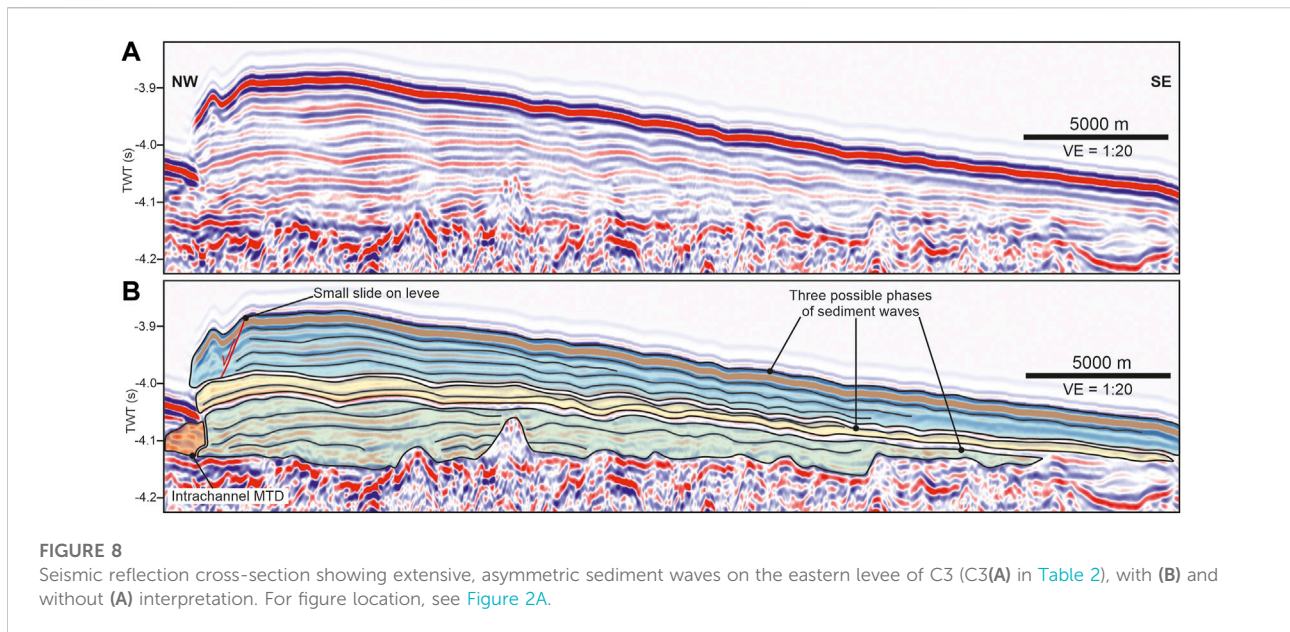 A
NW
SE
-3.9
-4.0
-4.1
-4.2
TWT (s)
5000 m
VE = 1:20
B
Small slide on levee
Three possible phases
of sediment waves
-3.9
-4.0
-4.1
-4.2
TWT (s)
5000 m
VE = 1:20
Intrachannel MTD
FIGURE 8
Seismic reflection cross-section showing extensive, asymmetric sediment waves on the eastern levee of C3 (C3(A) in Table 2), with (B) and
without (A) interpretation. For figure location, see Figure 2A.